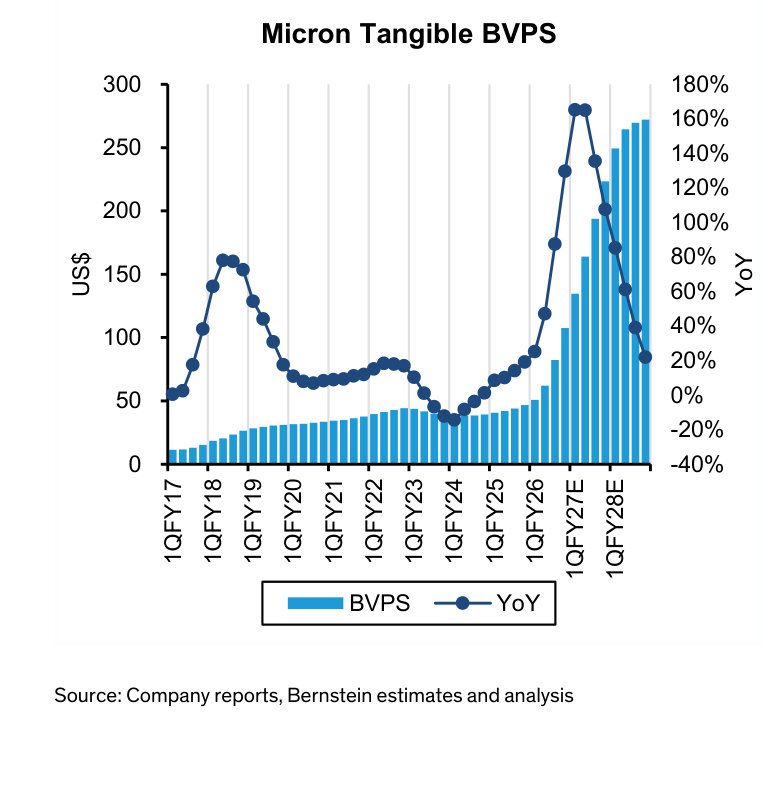 Micron Tangible BVPS
300
250
200
150
100
50
0
US$
180%
160%
140%
120%
100%
80%
60%
40%
20%
0%
-20%
-40%
YoY
1QFY17
1QFY18
1QFY19
1QFY20
1QFY21
1QFY22
1QFY23
1QFY24
1QFY25
1QFY26
1QFY27E
1QFY28E
BVPS YoY
Source: Company reports, Bernstein estimates and analysis